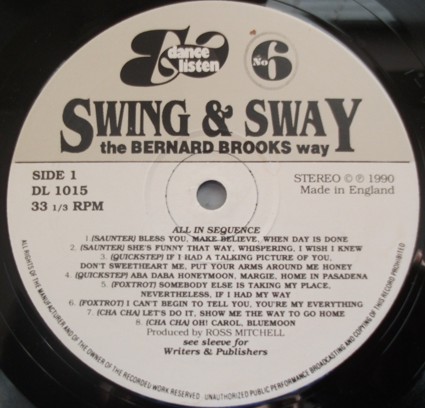 dance
& listen
No 6
SWING & SWAY
the BERNARD BROOKS way
SIDE 1
DL 1015
33 1/3 RPM
STEREO © ℗ 1990
Made in England
ALL IN SEQUENCE
1 (SAUNTER) BLESS YOU, MAKE BELIEVE, WHEN DAY IS DONE
2. (SAUNTER) SHE'S FUNNY THAT WAY, WHISPERING, I WISH I KNEW
3. (QUICKSTEP) IF I HAD A TALKING PICTURE OF YOU,
DON'T SWEETHEART ME, PUT YOUR ARMS AROUND ME HONEY
4. (QUICKSTEP) ABA DABA HONEYMOON, MARGIE, HOME IN PASADENA
5. (FOXTROT) SOMEBODY ELSE IS TAKING MY PLACE,
NEVERTHELESS, IF I HAD MY WAY
6. (FOXTROT) I CAN'T BEGIN TO TELL YOU, YOU'RE MY EVERYTHING
7. (CHA CHA) LET'S DO IT, SHOW ME THE WAY TO GO HOME
8. (CHA CHA) OH! CAROL, BLUEMOON
Produced by ROSS MITCHELL
see sleeve for
Writers & Publishers
ALL RIGHTS OF THE MANUFACTURER AND OF THE OWNER OF THE RECORDED WORK RESERVED. UNAUTHORIZED PUBLIC PERFORMANCE BROADCASTING AND COPYING OF THIS RECORD PROHIBITED